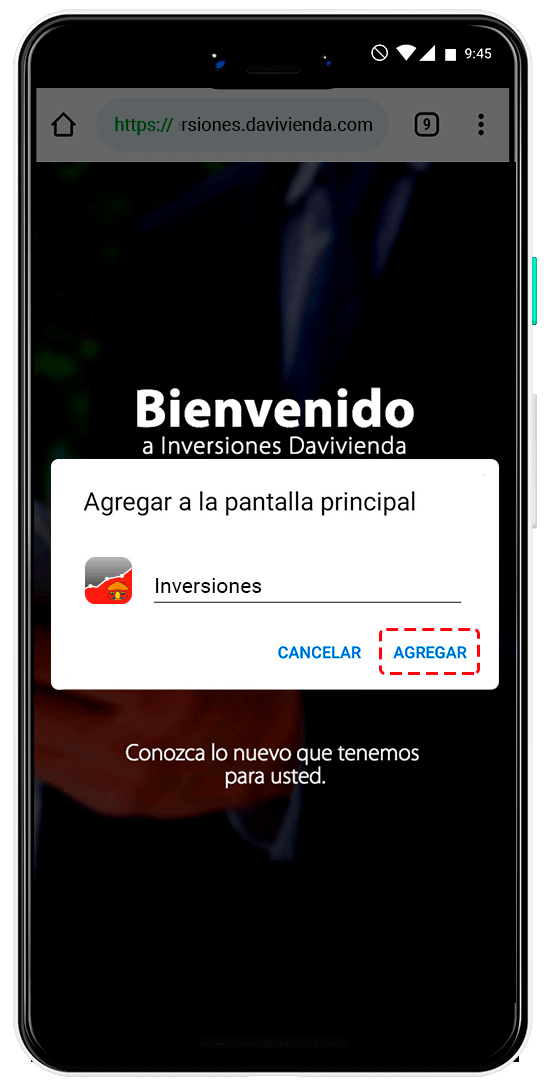 9:45
https:// rsiones.davivienda.com
9
Bienvenido
a Inversiones Davivienda
Agregar a la pantalla principal
Inversiones
CANCELAR AGREGAR
Conozca lo nuevo que tenemos
para usted.